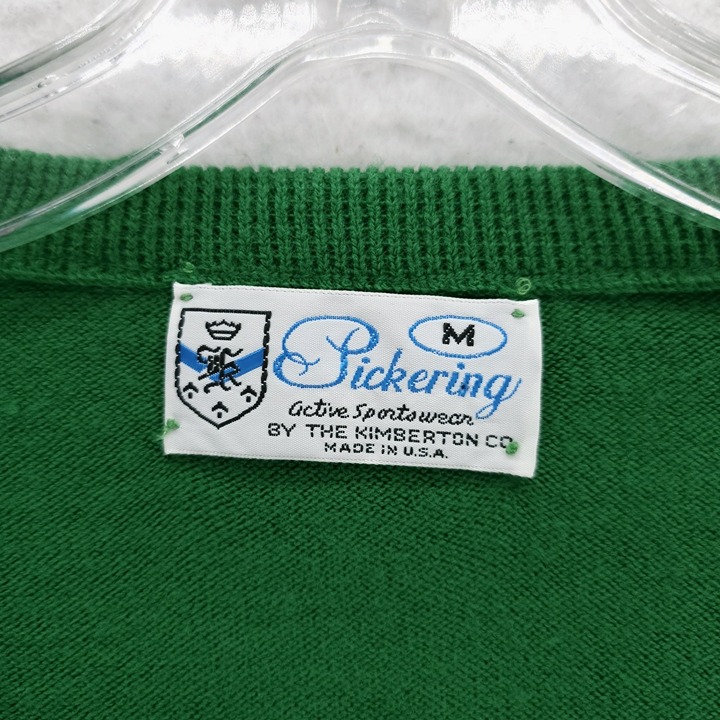 M
Pickering
Active Sportswear
BY THE KIMBERTON CO
MADE IN U.S.A.